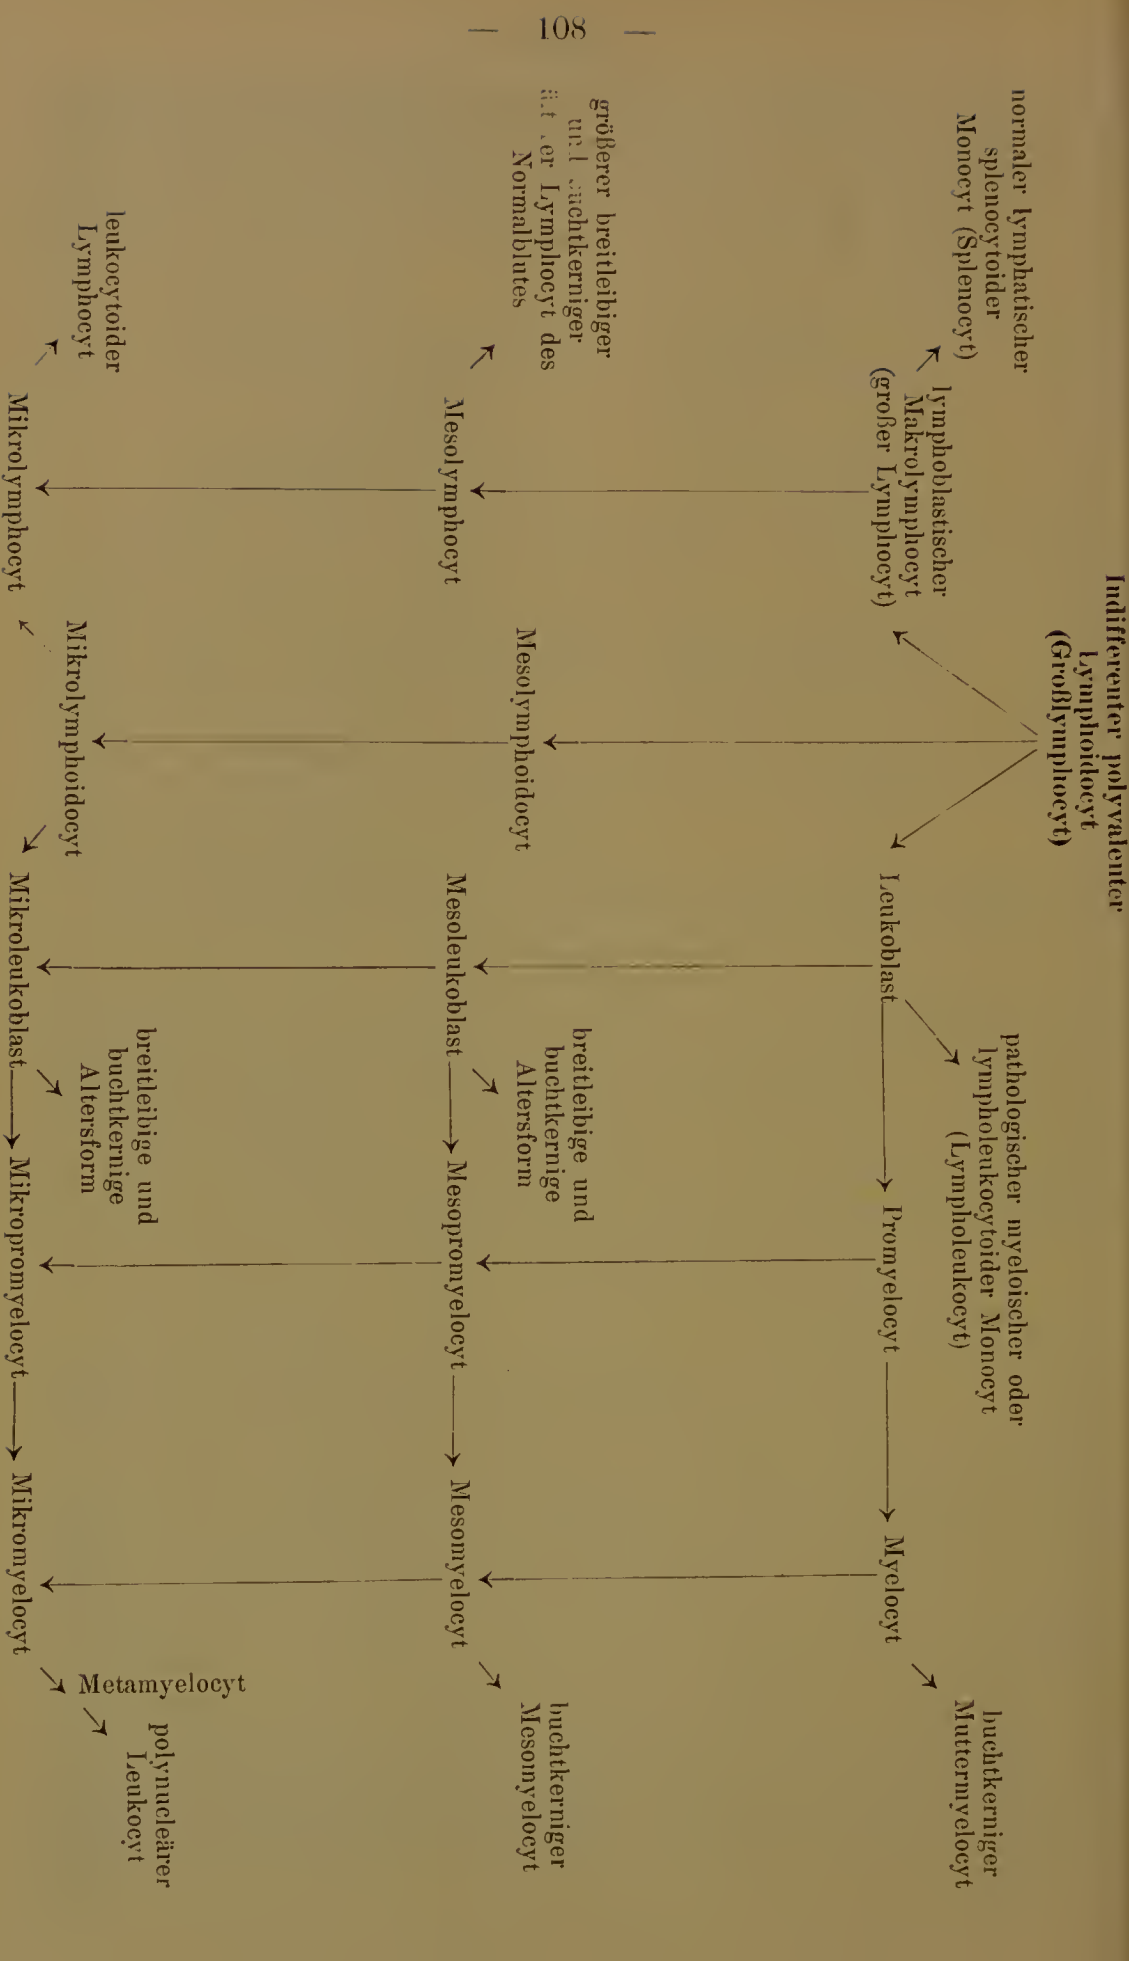 — 108 —
Indifferenter polyvalenter
Lymphoidocyt
(Großlymphocyt)
normaler lymphatischer
splenocytoider
Monocyt (Splenocyt)
lymphoblastischer
Makrolymphocyt
(großer Lymphocyt)
Leukoblast
pathologischer myeloischer oder
lympholeukocytoider Monocyt
(Lympholeukocyt)
Promyelocyt
Myelocyt
buchtkerniger
Muttermyelocyt
größerer breitleibiger
und buchtkerniger
Lymphocyt des
Normalblutes
Mesolymphocyt
Mesolymphoidocyt
Mesoleukoblast
breitleibige und
buchtkernige
Altersform
Mesopromyelocyt
Mesomyelocyt
buchtkerniger
Mesomyelocyt
leukocytoider
Lymphocyt
Mikrolymphocyt
Mikrolymphoidocyt
Mikroleukoblast
breitleibige und
buchtkernige
Altersform
Mikropromyelocyt
Mikromyelocyt
Metamyelocyt
polynucleärer
Leukocyt